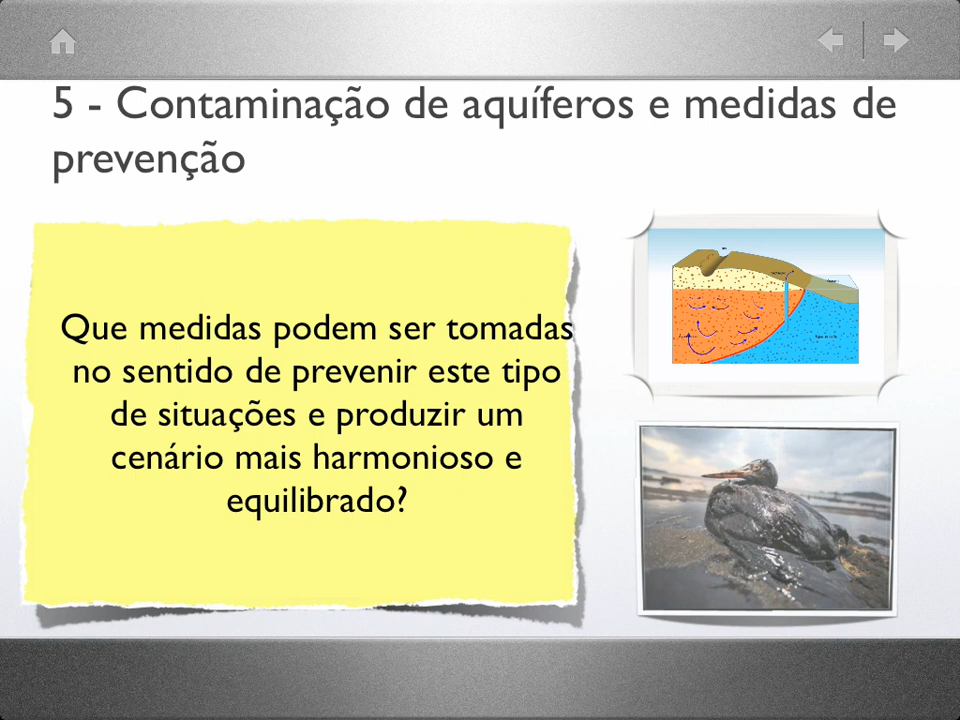 5 - Contaminação de aquíferos e medidas de
prevenção
Que medidas podem ser tomadas
no sentido de prevenir este tipo
de situações e produzir um
cenário mais harmonioso e
equilibrado?